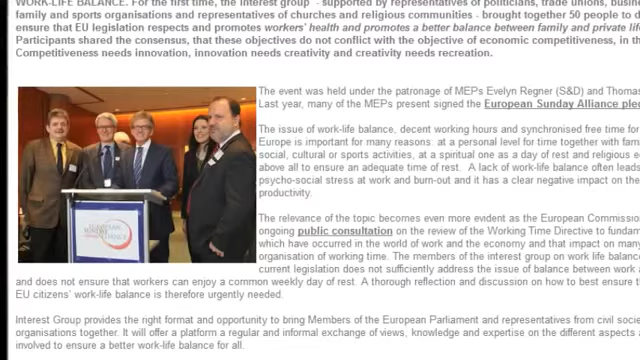 WORK-LIFE BALANCE. For the first time, the Interest group - supported by representatives of politicians, trade unions,
family and sports organisations and representatives of churches and religious communities - brought together 50 people to
ensure that EU legislation respects and promotes workers' health and promotes a better balance between family and private
Participants shared the consensus, that these objectives do not conflict with the objective of economic competitiveness, in
Competitiveness needs innovation, innovation needs creativity and creativity needs recreation.
The event was held under the patronage of MEPs Evelyn Regner (S&D) and Thomas
Last year, many of the MEPs present signed the European Sunday Alliance
The issue of work-life balance, decent working hours and synchronised free time for
Europe is important for many reasons: at a personal level for time together with
social, cultural or sports activities, at a spiritual one as a day of rest and religious
above all to ensure an adequate time of rest. A lack of work-life balance often leads
psycho-social stress at work and burn-out and it has a clear negative impact on the
productivity.
The relevance of the topic becomes even more evident as the European
ongoing public consultation on the review of the Working Time Directive to
which have occurred in the world of work and the economy and that impact on
organisation of working time. The members of the interest group on work life
current legislation does not sufficiently address the issue of balance between work
and does not ensure that workers can enjoy a common weekly day of rest. A thorough reflection and discussion on how to best ensure
EU citizens' work-life balance is therefore urgently needed.
Interest Group provides the right format and opportunity to bring Members of the European Parliament and representatives from civil
organisations together. It will offer a platform a regular and informal exchange of views, knowledge and expertise on the different aspects
involved to ensure a better work-life balance for all.